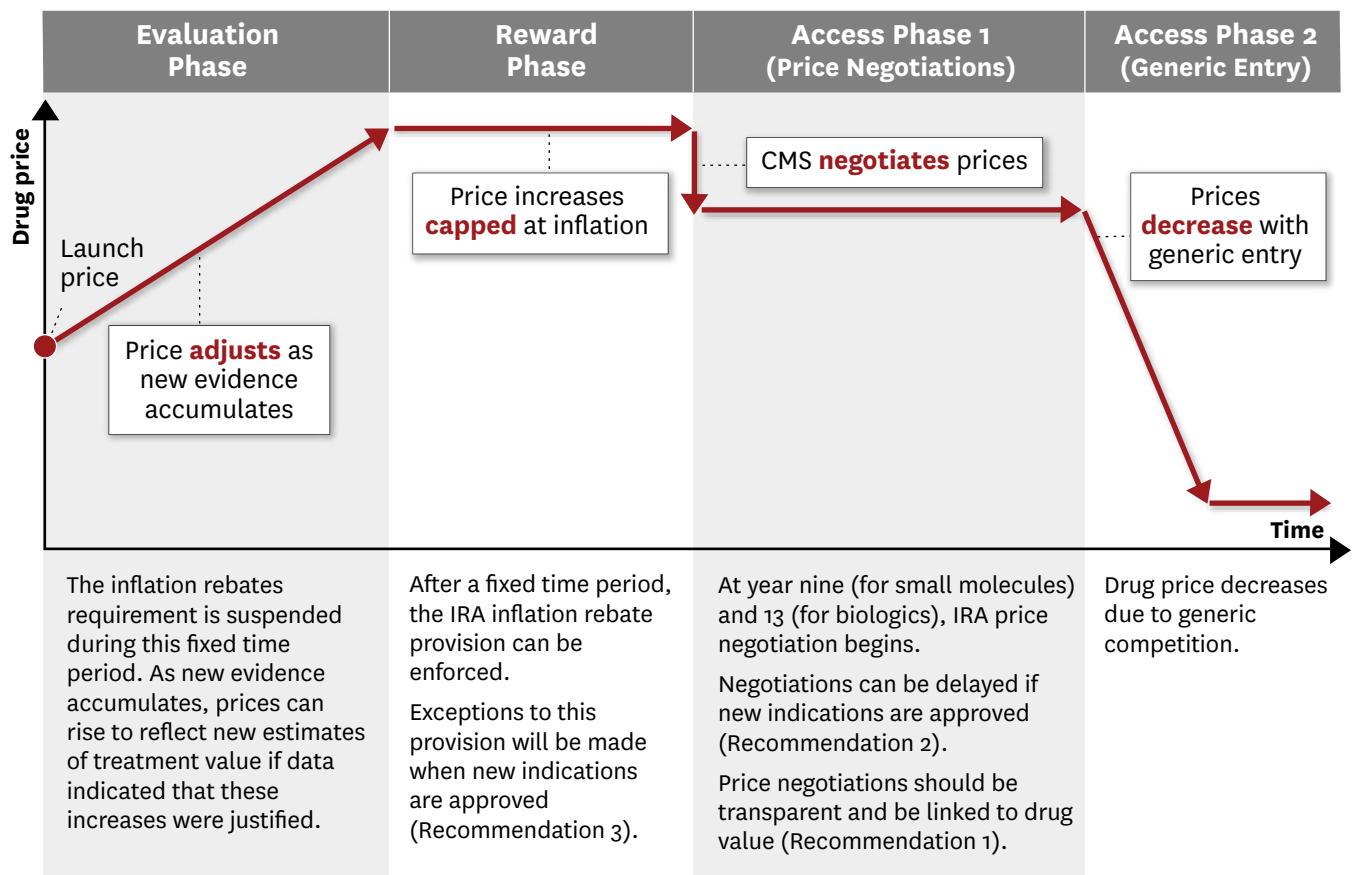 Evaluation
Phase
Reward
Phase
Access Phase 1
(Price Negotiations)
Access Phase 2
(Generic Entry)
Drug price
Launch
price
Price adjusts as
new evidence
accumulates
Price increases
capped at inflation
CMS negotiates prices
Prices
decrease with
generic entry
Time
The inflation rebates
requirement is suspended
during this fixed time
period. As new evidence
accumulates, prices can
rise to reflect new estimates
of treatment value if data
indicated that these
increases were justified.
After a fixed time period,
the IRA inflation rebate
provision can be
enforced.
Exceptions to this
provision will be made
when new indications
are approved
(Recommendation 3).
At year nine (for small molecules)
and 13 (for biologics), IRA price
negotiation begins.
Negotiations can be delayed if
new indications are approved
(Recommendation 2).
Price negotiations should be
transparent and be linked to drug
value (Recommendation 1).
Drug price decreases
due to generic
competition.